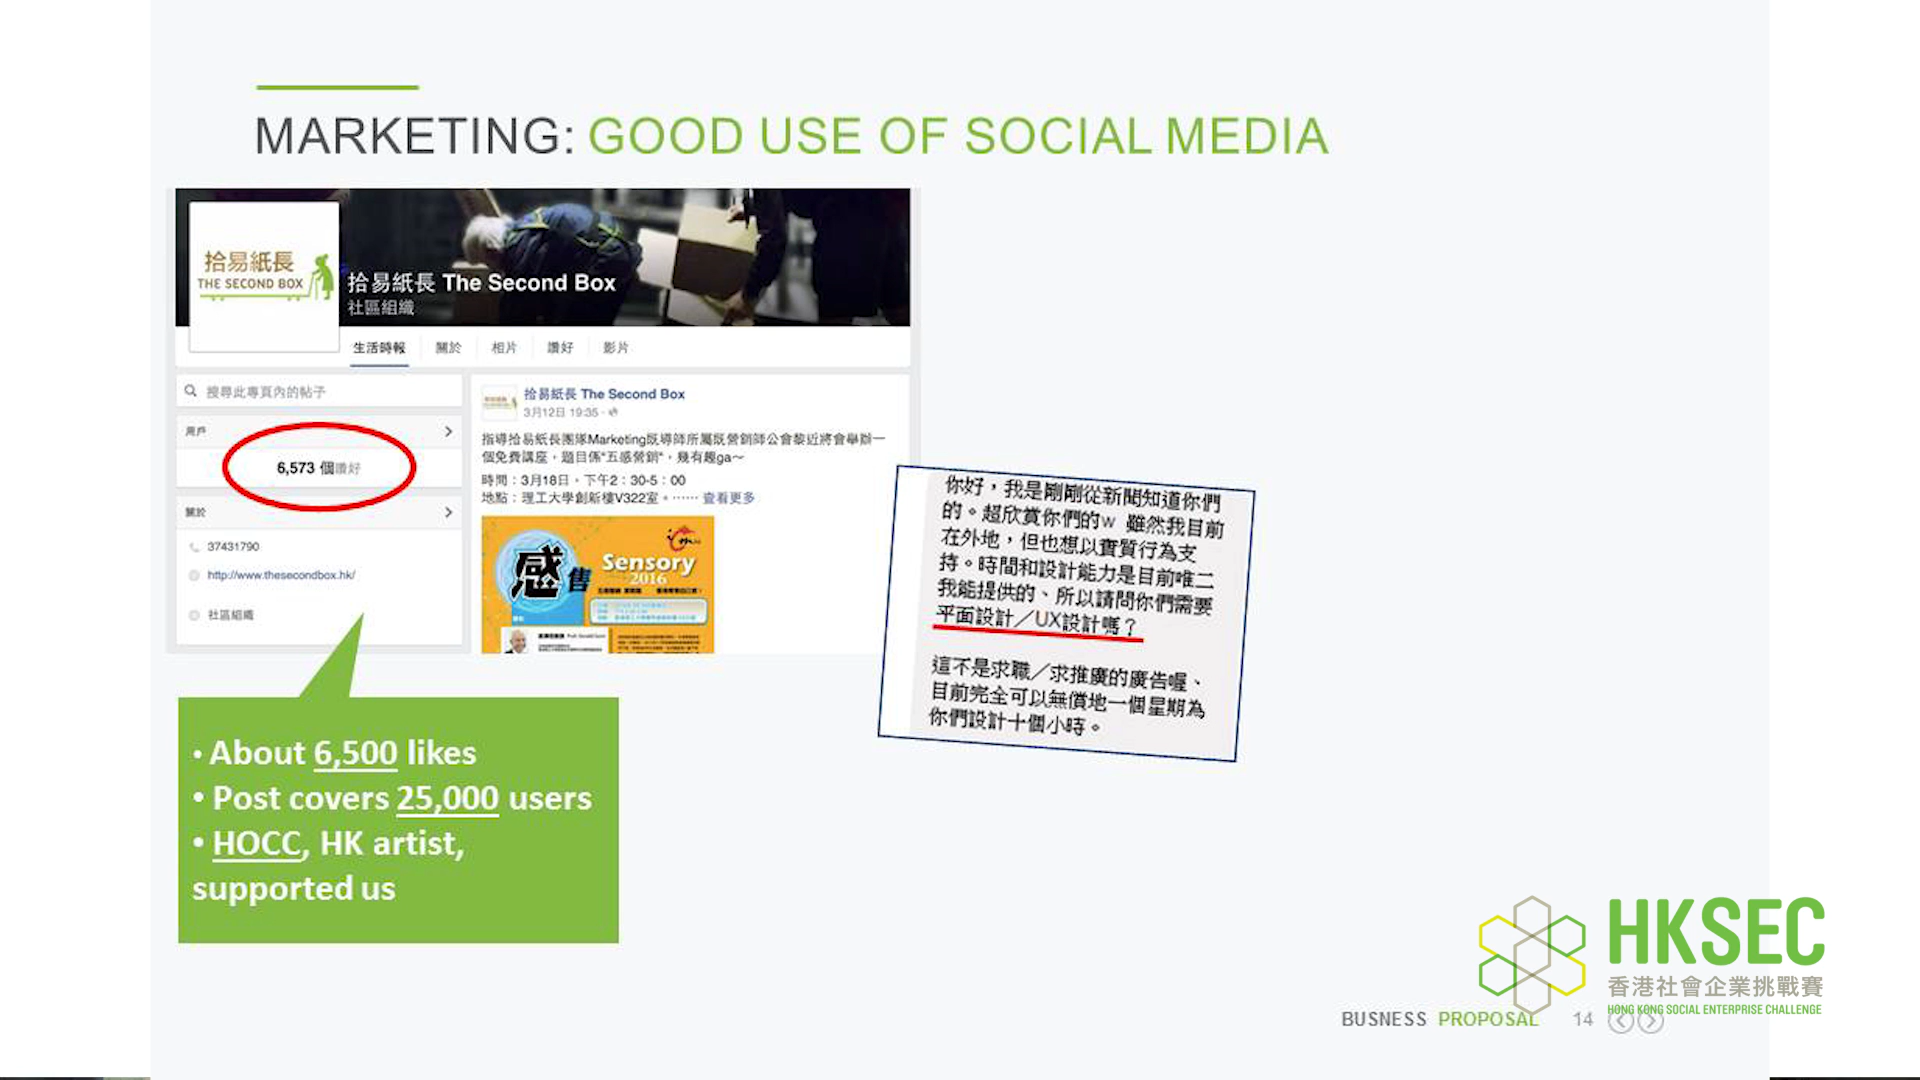 MARKETING: GOOD USE OF SOCIAL MEDIA
拾易紙長
THE SECOND BOX
拾易紙長 The Second Box
社區組織
生活時報 關於 相片 讚好 影片
搜尋此專頁內的帖子
用戶
6,573 個讚好
關於
37431790
http://www.thesecondbox.hk/
社區組織
拾易紙長 The Second Box
3月12日 19:35
指導拾易紙長團隊Marketing既導師所屬既營銷師公會黎近將會舉辦一
個免費講座，題目係"五感營銷"，幾有趣ga～
時間：3月18日，下午2：30-5：00
地點：理工大學創新樓V322室。…… 查看更多
感
售
Sensory
2016
你好，我是剛剛從新聞知道你們
的。超欣賞你們的w 雖然我目前
在外地，但也想以實質行為支
持。時間和設計能力是目前唯二
我能提供的、所以請問你們需要
平面設計／UX設計嗎？
這不是求職／求推廣的廣告喔、
目前完全可以無償地一個星期為
你們設計十個小時。
• About 6,500 likes
• Post covers 25,000 users
• HOCC, HK artist,
supported us
HKSEC
香港社會企業挑戰賽
HONG KONG SOCIAL ENTERPRISE CHALLENGE
BUSNESS PROPOSAL 14